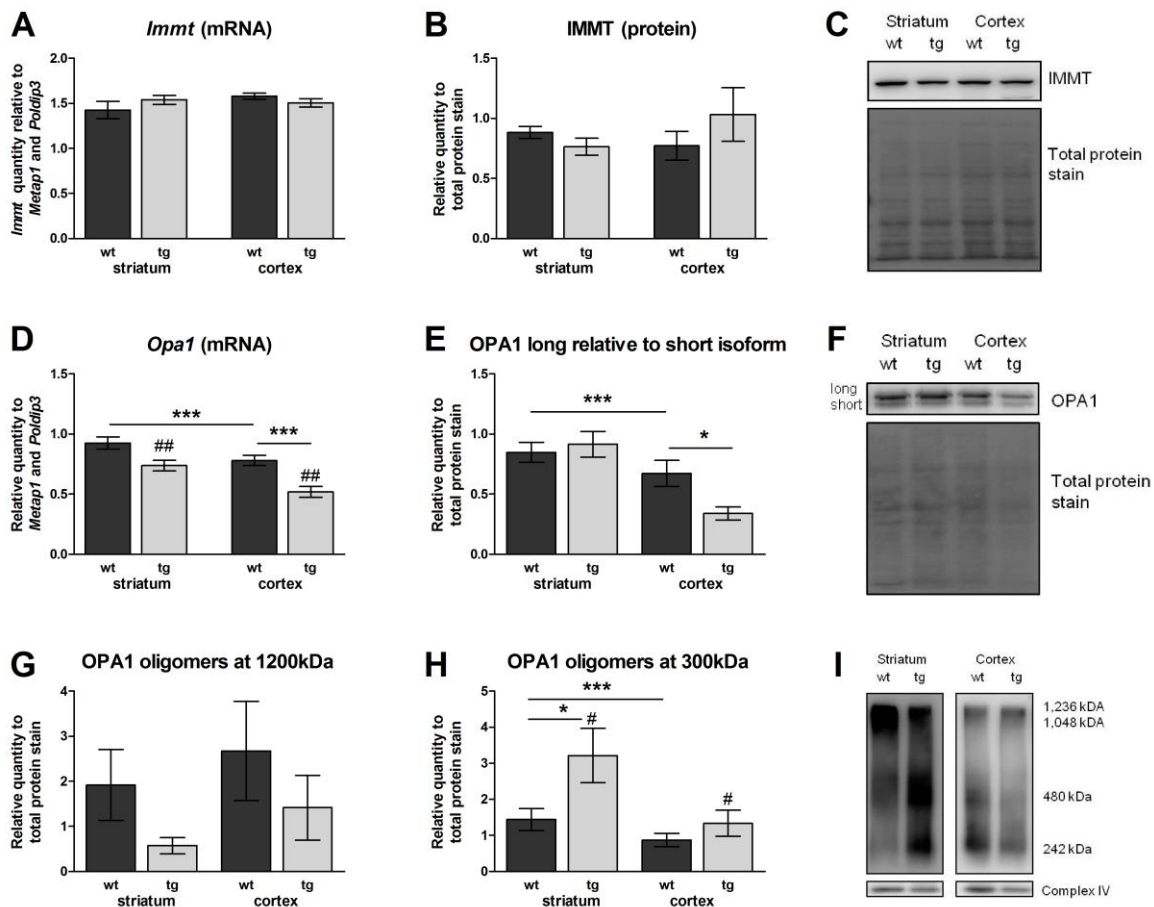 A
Immt (mRNA)
Immt quantity relative to
Metap1 and Poldip3
2.0
1.5
1.0
0.5
0.0
wt tg wt tg
striatum cortex
B
IMMT (protein)
Relative quantity to
total protein stain
1.5
1.0
0.5
0.0
wt tg wt tg
striatum cortex
C
Striatum Cortex
wt tg wt tg
IMMT
Total protein
stain
D
Opa1 (mRNA)
Relative quantity to
Metap1 and Poldip3
1.5
1.0
0.5
0.0
***
***
##
##
wt tg wt tg
striatum cortex
E
OPA1 long relative to short isoform
Relative quantity to
total protein stain
1.5
1.0
0.5
0.0
***
*
wt tg wt tg
striatum cortex
F
Striatum Cortex
wt tg wt tg
long
short
OPA1
Total protein
stain
G
OPA1 oligomers at 1200kDa
Relative quantity to
total protein stain
4
3
2
1
0
wt tg wt tg
striatum cortex
H
OPA1 oligomers at 300kDa
Relative quantity to
total protein stain
5
4
3
2
1
0
***
* #
#
wt tg wt tg
striatum cortex
I
Striatum Cortex
wt tg wt tg
1,236 kDA
1,048 kDA
480 kDa
242 kDa
Complex IV